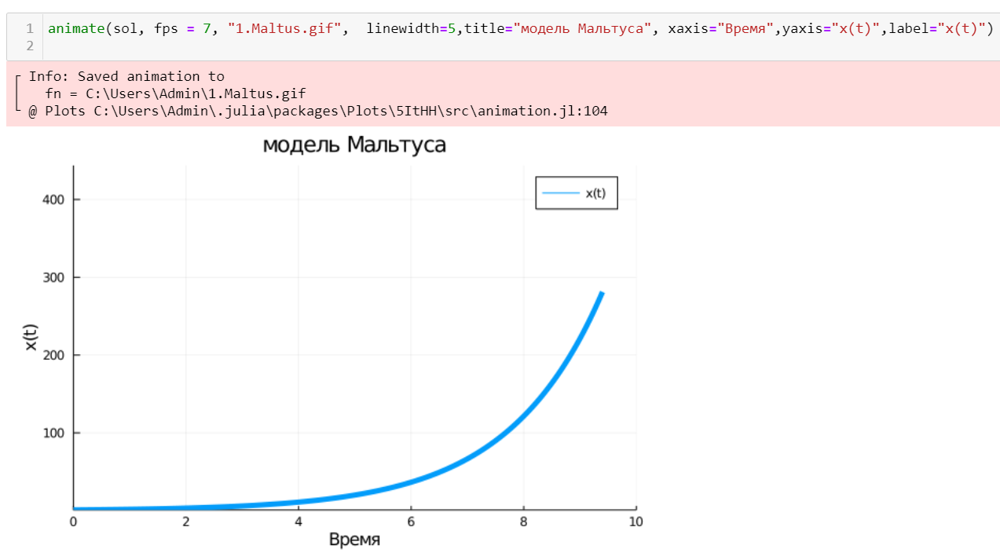 1 animate(sol, fps = 7, "1.Maltus.gif",  linewidth=5,title="модель Мальтуса", xaxis="Время",yaxis="x(t)",label="x(t)")
2
┌ Info: Saved animation to
│   fn = C:\Users\Admin\1.Maltus.gif
└ @ Plots C:\Users\Admin\.julia\packages\Plots\5ItHH\src\animation.jl:104
модель Мальтуса
x(t)
400
300
200
100
x(t)
0 2 4 6 8 10
Время